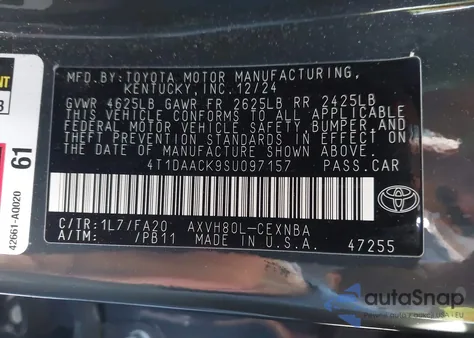 MFD. BY:TOYOTA MOTOR MANUFACTURING,
KENTUCKY, INC. 12/24
GVWR 4625LB GAWR FR 2625LB RR 2425LB
THIS VEHICLE CONFORMS TO ALL APPLICABLE
FEDERAL MOTOR VEHICLE SAFETY, BUMPER, AND
THEFT PREVENTION STANDARDS IN EFFECT ON
THE DATE OF MANUFACTURE SHOWN ABOVE.
4T1DAACK9SU097157 PASS.CAR
C/TR:1L7/FA20 AXVH80L-CEXNBA
A/TM: /PB11 MADE IN U.S.A. 47255
TOYOTA
61
42661-A0020
autoSnap